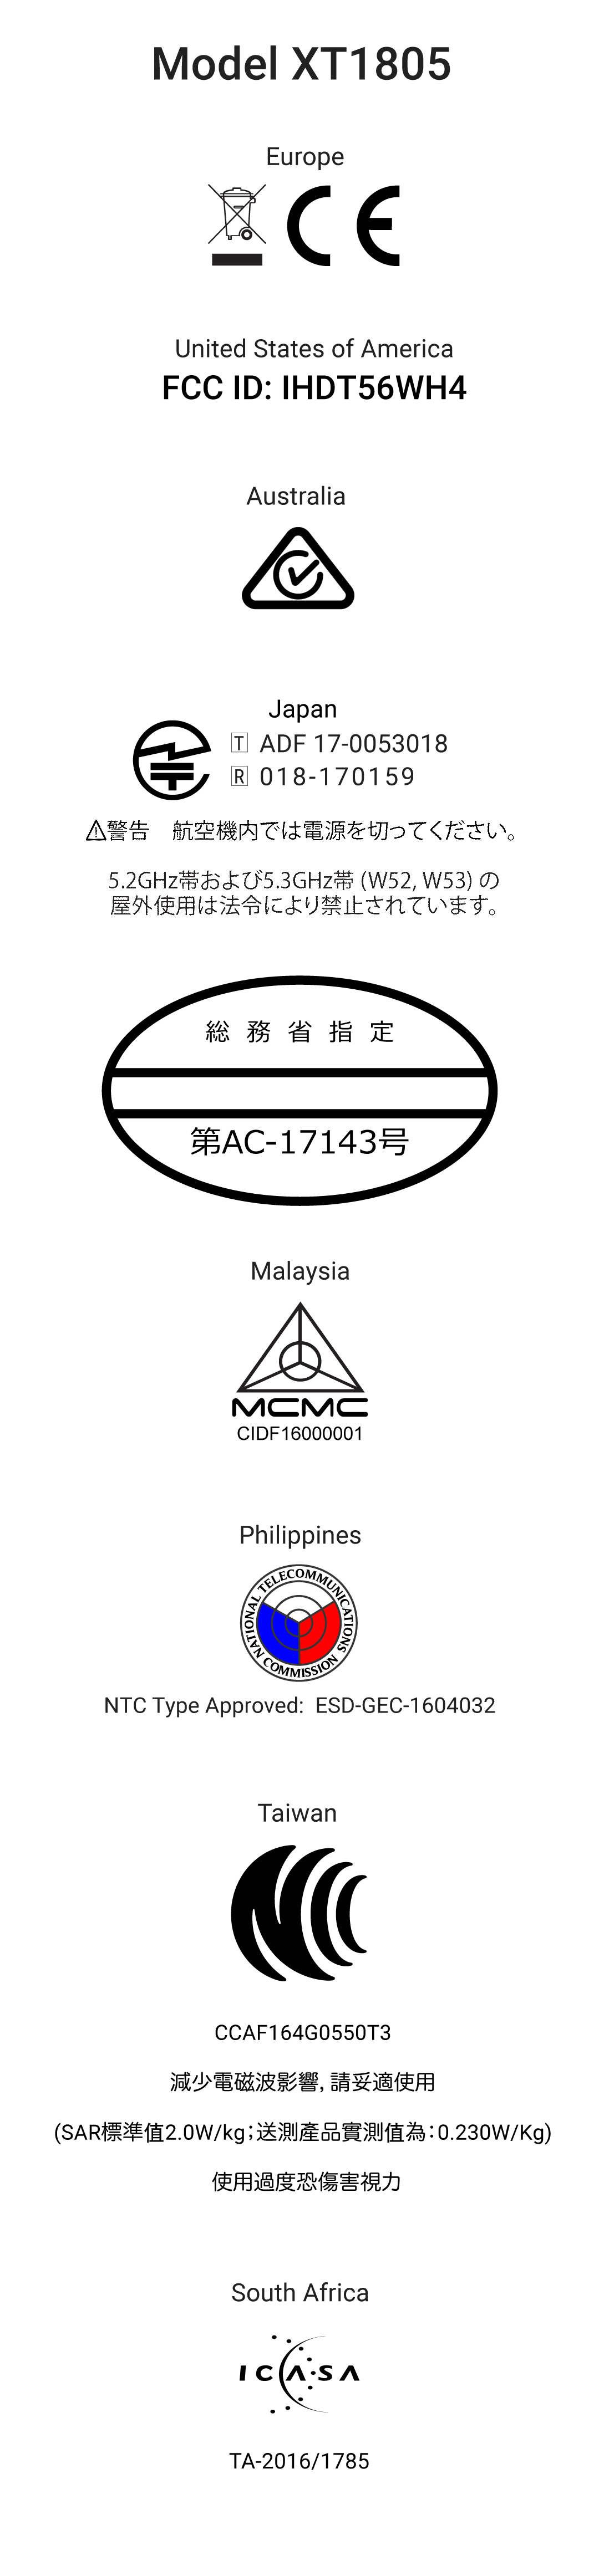 Model XT1805
Europe
CE
United States of America
FCC ID: IHDT56WH4
Australia
Japan
T ADF 17-0053018
R 018-170159
⚠警告　航空機内では電源を切ってください。
5.2GHz帯および5.3GHz帯 (W52, W53) の
屋外使用は法令により禁止されています。
総務省指定
第AC-17143号
Malaysia
MCMC
CIDF16000001
Philippines
NATIONAL TELECOMMUNICATIONS COMMISSION
NTC Type Approved: ESD-GEC-1604032
Taiwan
NCC
CCAF164G0550T3
減少電磁波影響，請妥適使用
(SAR標準值2.0W/kg；送測產品實測值為：0.230W/Kg)
使用過度恐傷害視力
South Africa
ICASA
TA-2016/1785